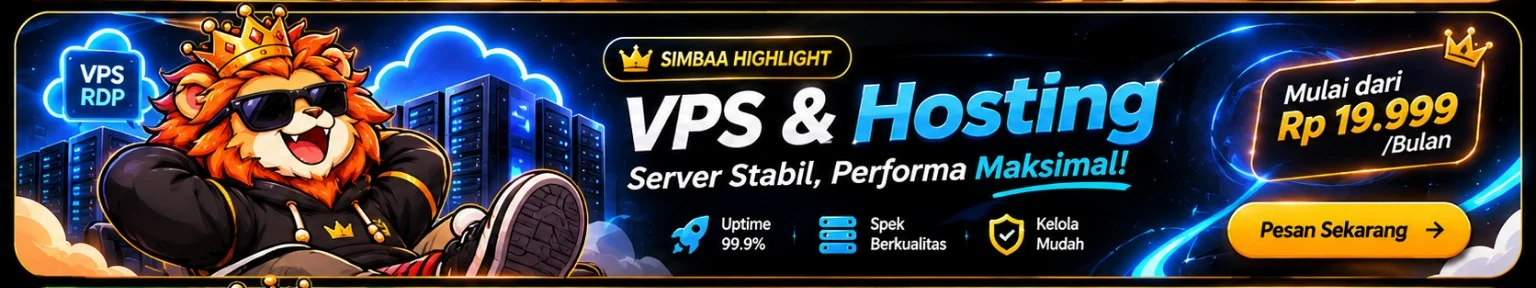 VPS
RDP
SIMBAA HIGHLIGHT
VPS & Hosting
Server Stabil, Performa Maksimal!
Uptime
99.9%
Spek
Berkualitas
Kelola
Mudah
Mulai dari
Rp 19.999
/Bulan
Pesan Sekarang →